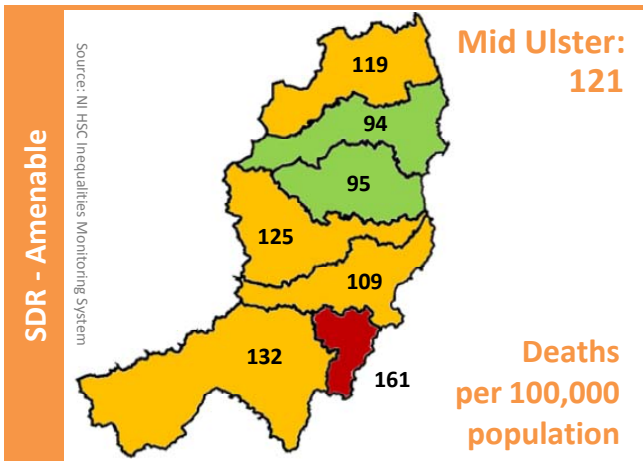 SDR - Amenable
Source: NI HSC Inequalities Monitoring System
Mid Ulster:
121
119
94
95
125
109
132
161
Deaths
per 100,000
population